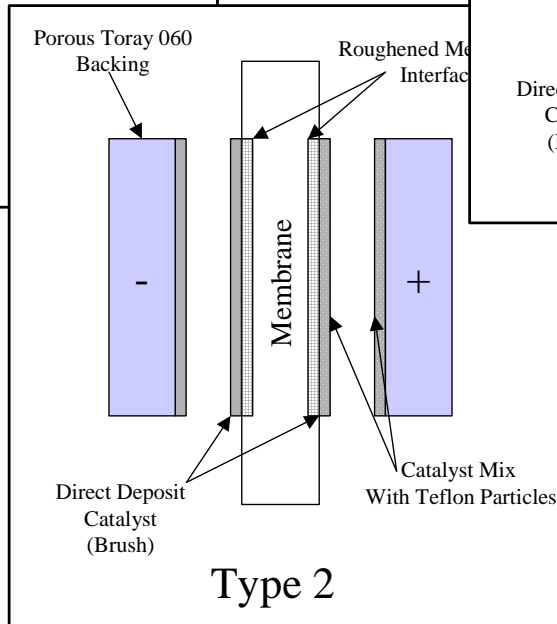 Porous Toray 060
Backing
Roughened
Interfac
Direc
C
(
-
Membrane
+
Direct Deposit
Catalyst
(Brush)
Catalyst Mix
With Teflon Particles
Type 2